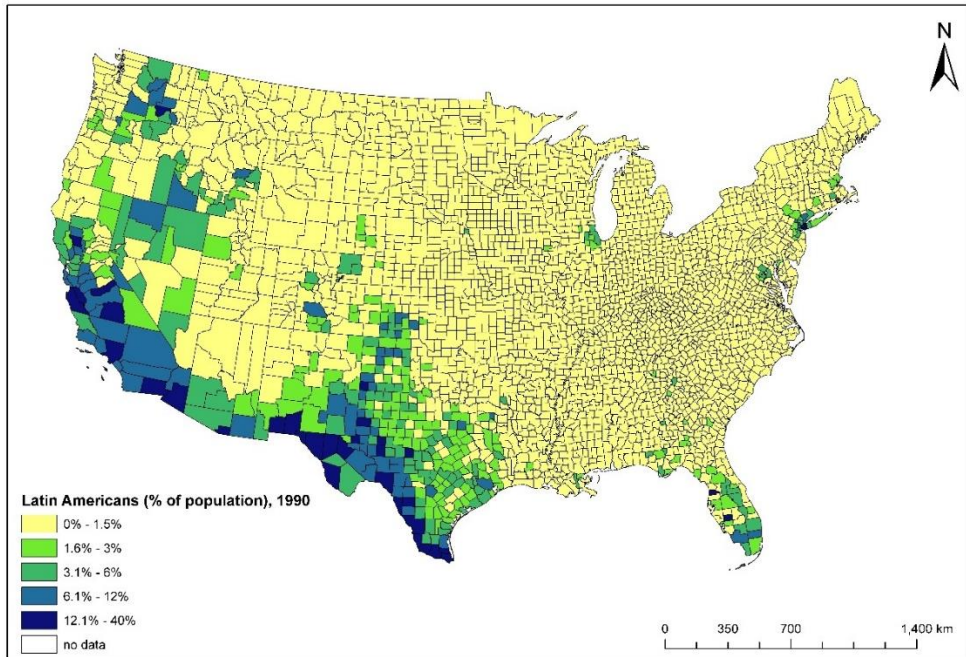 N
Latin Americans (% of population), 1990
0% - 1.5%
1.6% - 3%
3.1% - 6%
6.1% - 12%
12.1% - 40%
no data
0 350 700 1,400 km